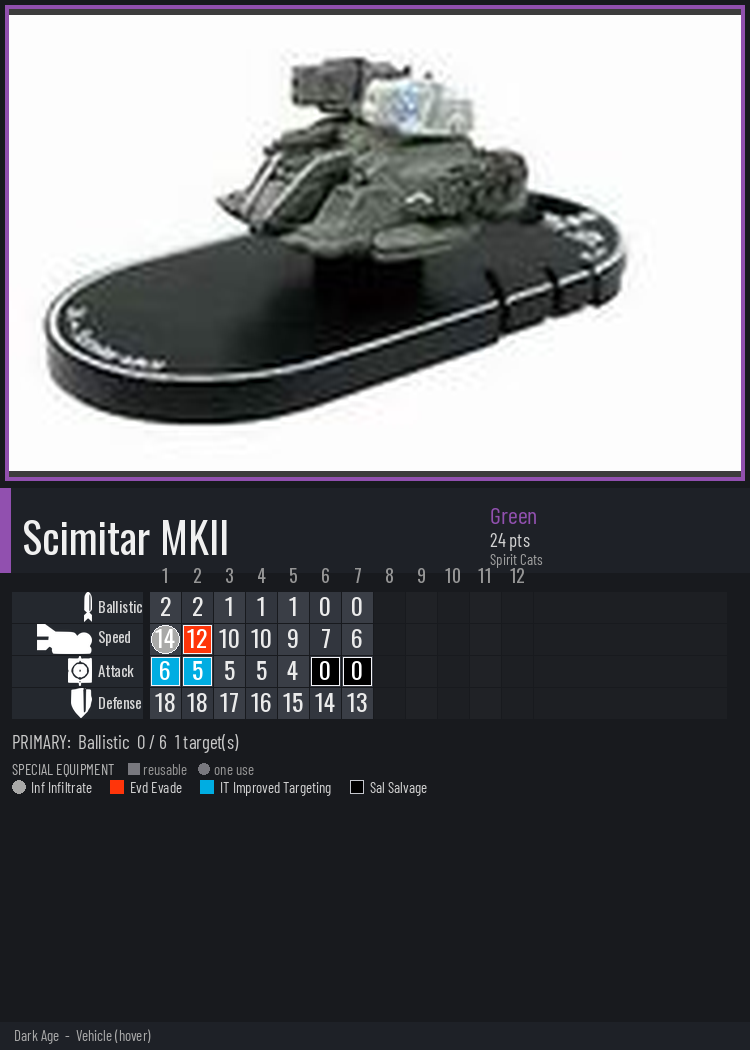 Scimitar MKII
Green
24 pts
Spirit Cats
1 2 3 4 5 6 7 8 9 10 11 12
Ballistic 2 2 1 1 1 0 0
Speed 14 12 10 10 9 7 6
Attack 6 5 5 5 4 0 0
Defense 18 18 17 16 15 14 13
PRIMARY: Ballistic 0 / 6 1 target(s)
SPECIAL EQUIPMENT reusable one use
Inf Infiltrate Evd Evade IT Improved Targeting Sal Salvage
Dark Age - Vehicle (hover)